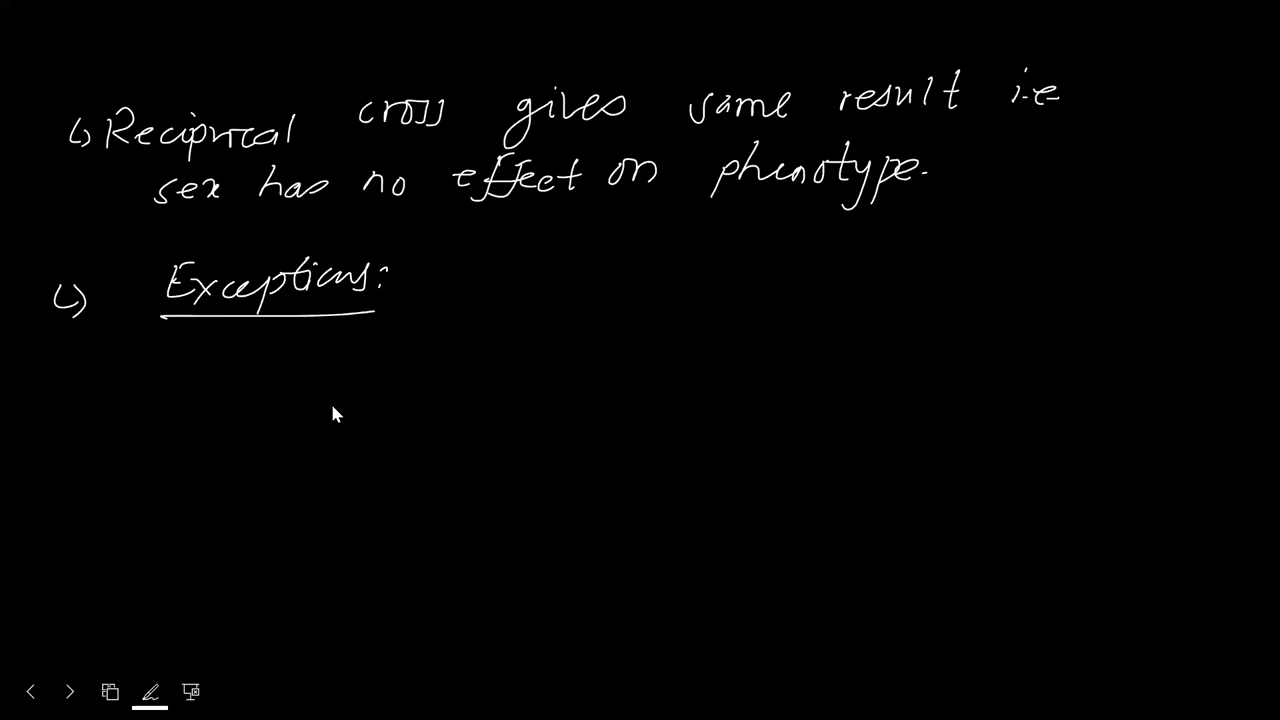 b) Reciprocal cross gives same result i.e
sex has no effect on phenotype.
c) Exceptions: